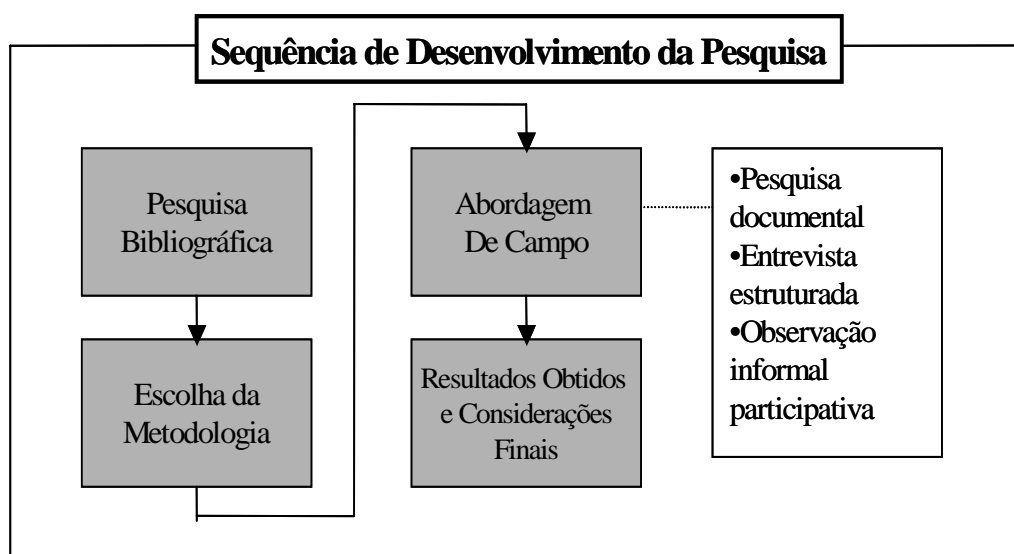 Sequência de Desenvolvimento da Pesquisa
Pesquisa
Bibliográfica
Escolha da
Metodologia
Abordagem
De Campo
Resultados Obtidos
e Considerações
Finais
•Pesquisa
documental
•Entrevista
estruturada
•Observação
informal
participativa